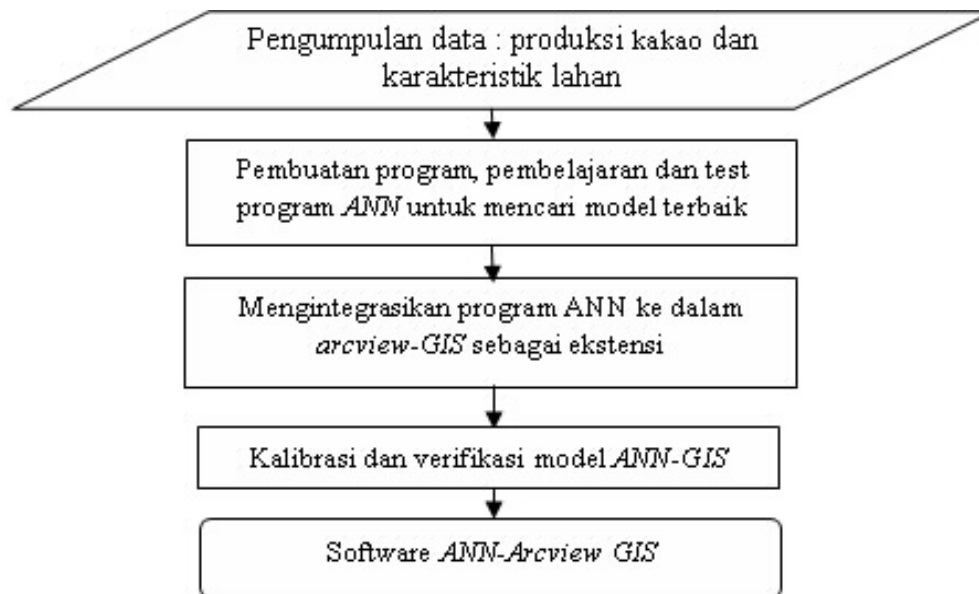 Pengumpulan data : produksi kakao dan
karakteristik lahan
Pembuatan program, pembelajaran dan test
program ANN untuk mencari model terbaik
Mengintegrasikan program ANN ke dalam
arcview-GIS sebagai ekstensi
Kalibrasi dan verifikasi model ANN-GIS
Software ANN-Arcview GIS